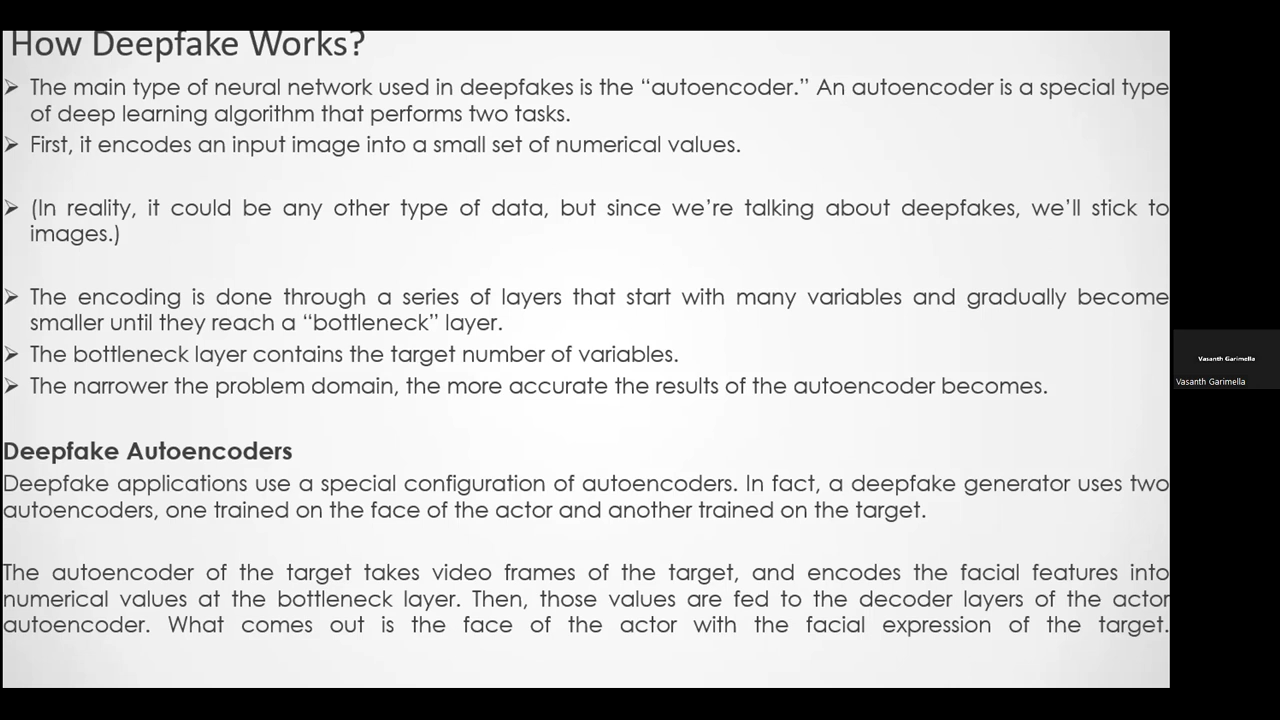 How Deepfake Works?
➢ The main type of neural network used in deepfakes is the “autoencoder.” An autoencoder is a special type
of deep learning algorithm that performs two tasks.
➢ First, it encodes an input image into a small set of numerical values.
➢ (In reality, it could be any other type of data, but since we’re talking about deepfakes, we’ll stick to
images.)
➢ The encoding is done through a series of layers that start with many variables and gradually become
smaller until they reach a “bottleneck” layer.
➢ The bottleneck layer contains the target number of variables.
➢ The narrower the problem domain, the more accurate the results of the autoencoder becomes.
Deepfake Autoencoders
Deepfake applications use a special configuration of autoencoders. In fact, a deepfake generator uses two
autoencoders, one trained on the face of the actor and another trained on the target.
The autoencoder of the target takes video frames of the target, and encodes the facial features into
numerical values at the bottleneck layer. Then, those values are fed to the decoder layers of the actor
autoencoder. What comes out is the face of the actor with the facial expression of the target.
Vasanth Garimella
Vasanth Garimella